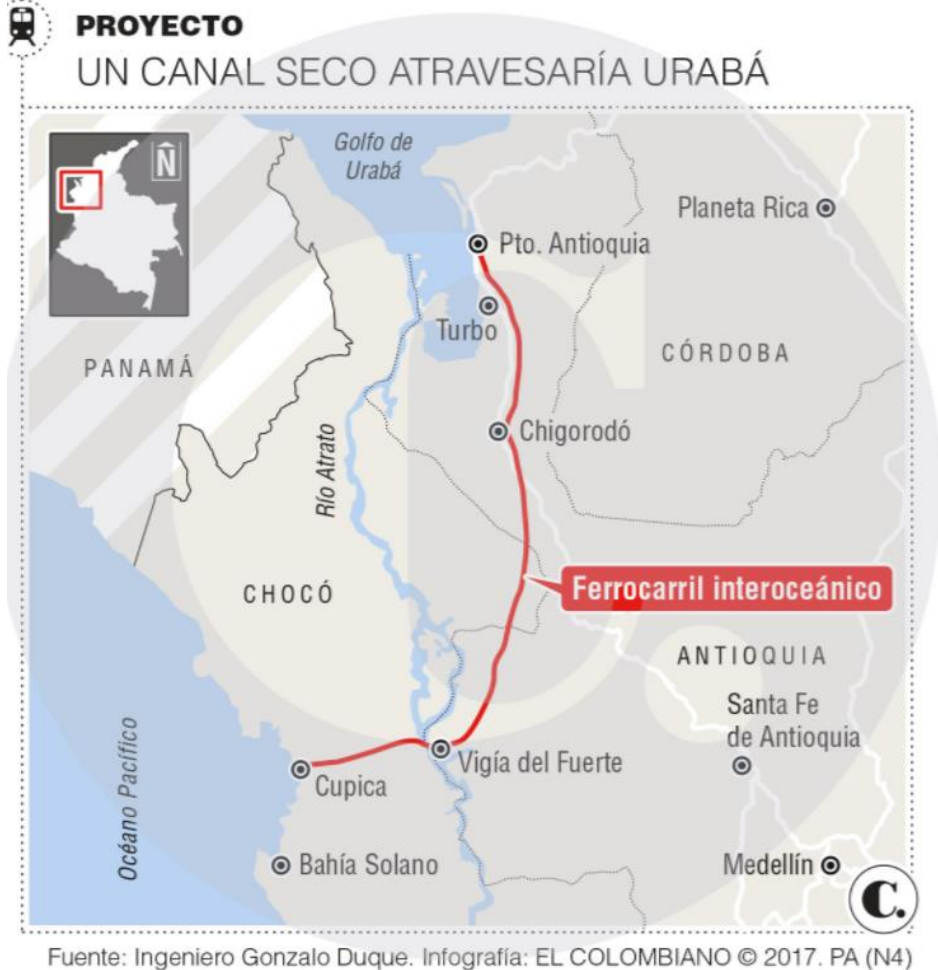 PROYECTO
UN CANAL SECO ATRAVESARÍA URABÁ
N
Golfo de
Urabá
Planeta Rica
Pto. Antioquia
Turbo
PANAMÁ
CÓRDOBA
Chigorodó
Río Atrato
CHOCÓ
Ferrocarril interoceánico
ANTIOQUIA
Santa Fe
de Antioquia
Océano Pacífico
Vigía del Fuerte
Cupica
Bahía Solano
Medellín
C.
Fuente: Ingeniero Gonzalo Duque. Infografía: EL COLOMBIANO © 2017. PA (N4)